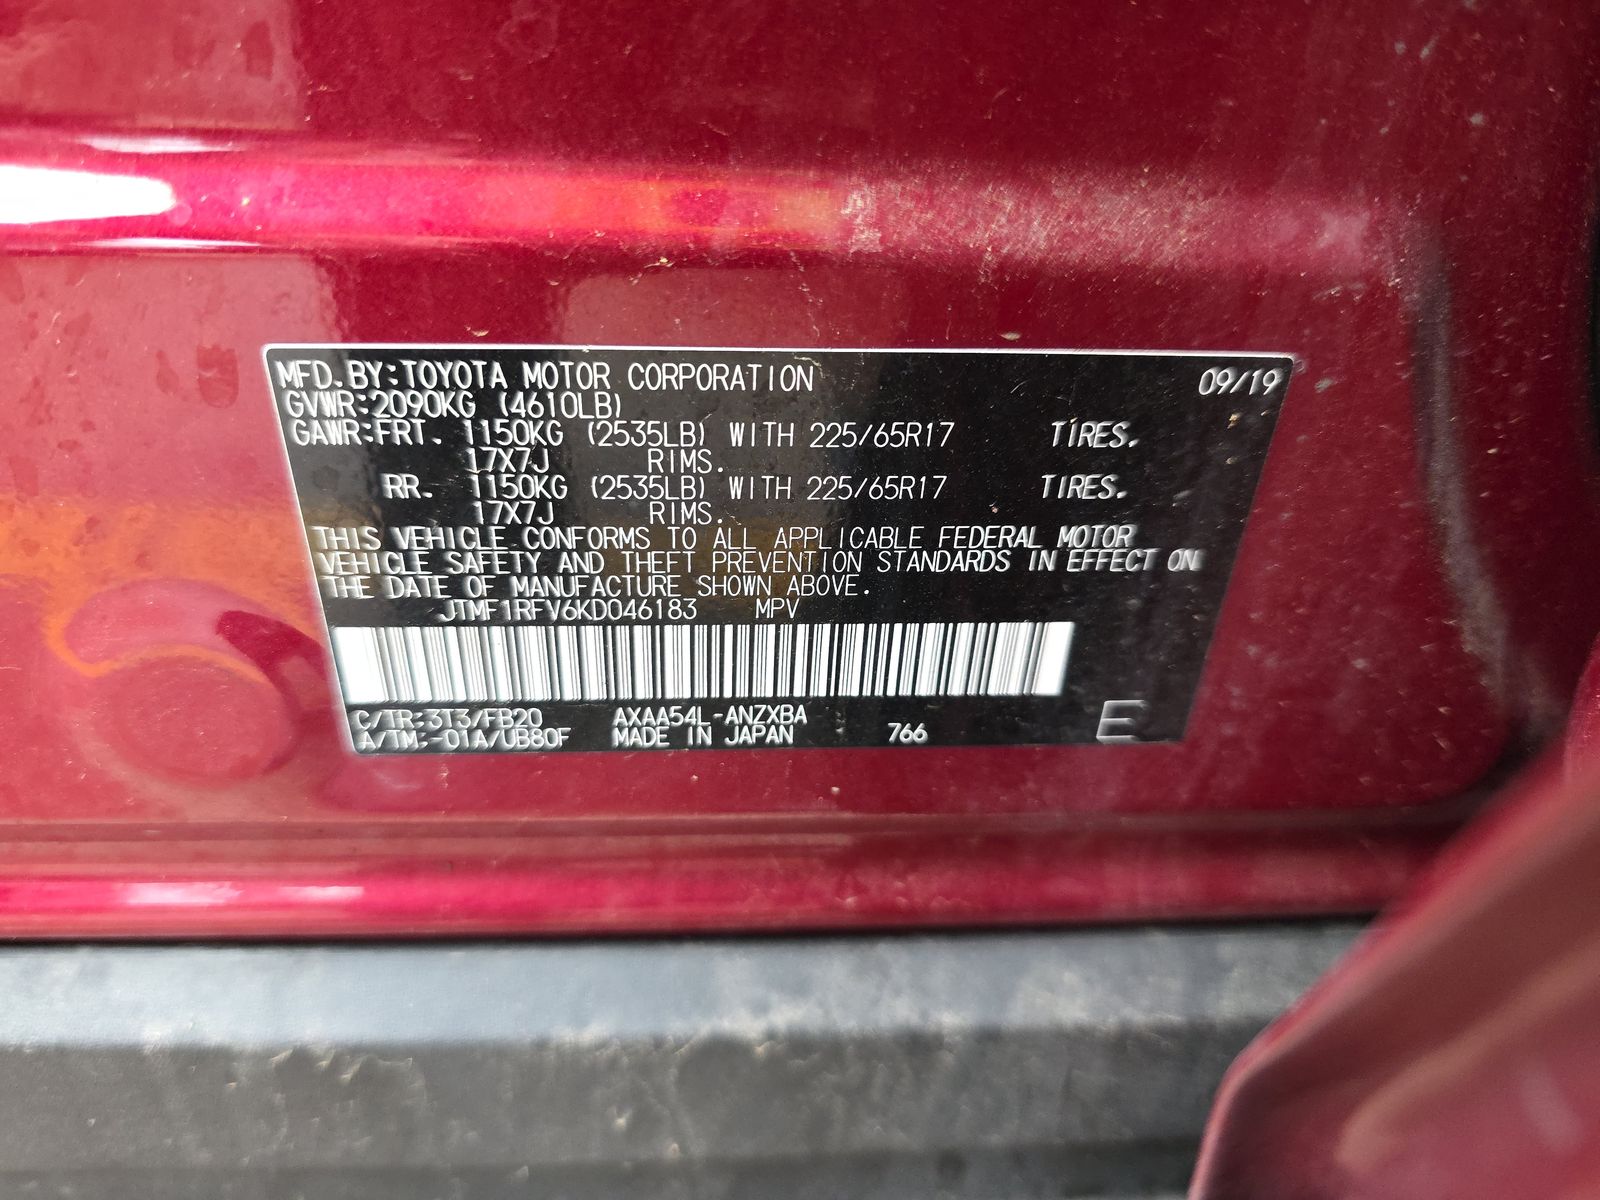 MFD. BY: TOYOTA MOTOR CORPORATION 09/19
GVWR: 2090KG (4610LB)
GAWR: FRT. 1150KG (2535LB) WITH 225/65R17 TIRES.
17X7J RIMS.
RR. 1150KG (2535LB) WITH 225/65R17 TIRES.
17X7J RIMS.
THIS VEHICLE CONFORMS TO ALL APPLICABLE FEDERAL MOTOR
VEHICLE SAFETY AND THEFT PREVENTION STANDARDS IN EFFECT ON
THE DATE OF MANUFACTURE SHOWN ABOVE.
JTMF1RFV6KD046183 MPV
C/TR: 3T3/FB20 AXAA54L-ANZXBA
A/TM: -01A/UB80F MADE IN JAPAN 766 E